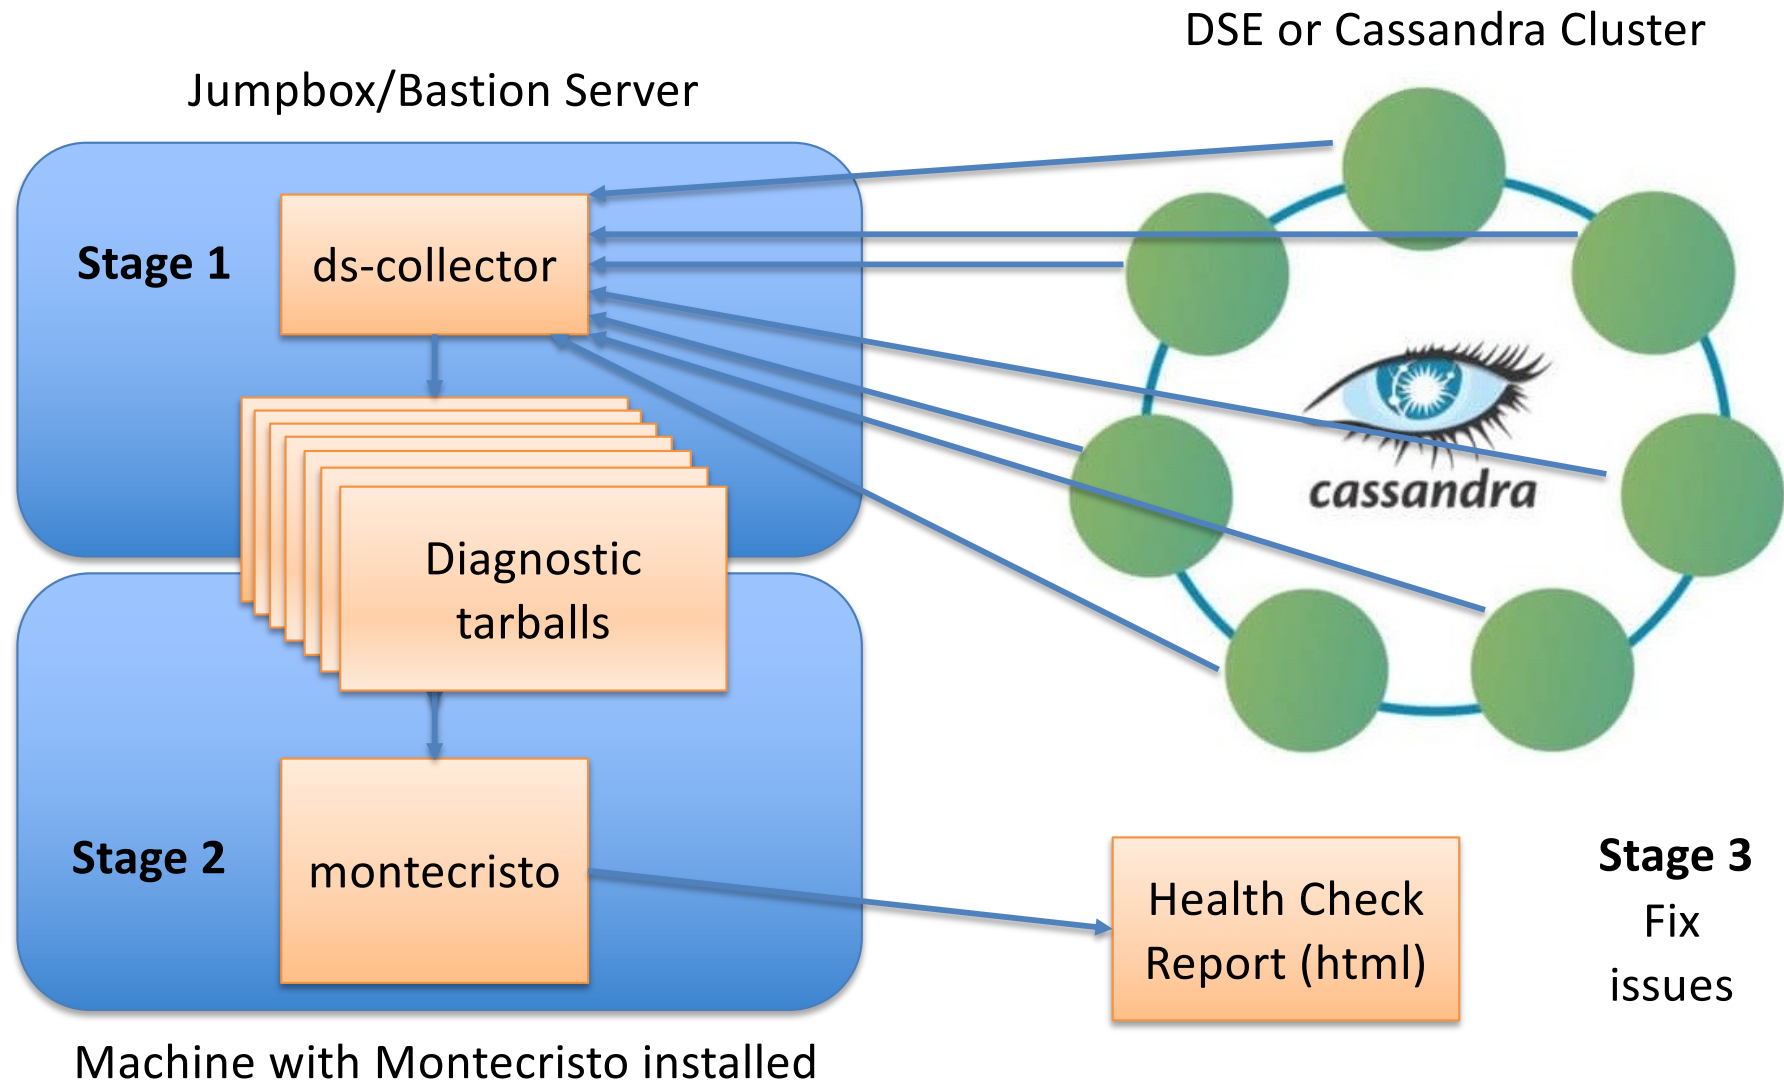 DSE or Cassandra Cluster
Jumpbox/Bastion Server
Stage 1
ds-collector
cassandra
Diagnostic
tarballs
Stage 2
montecristo
Health Check
Report (html)
Stage 3
Fix
issues
Machine with Montecristo installed